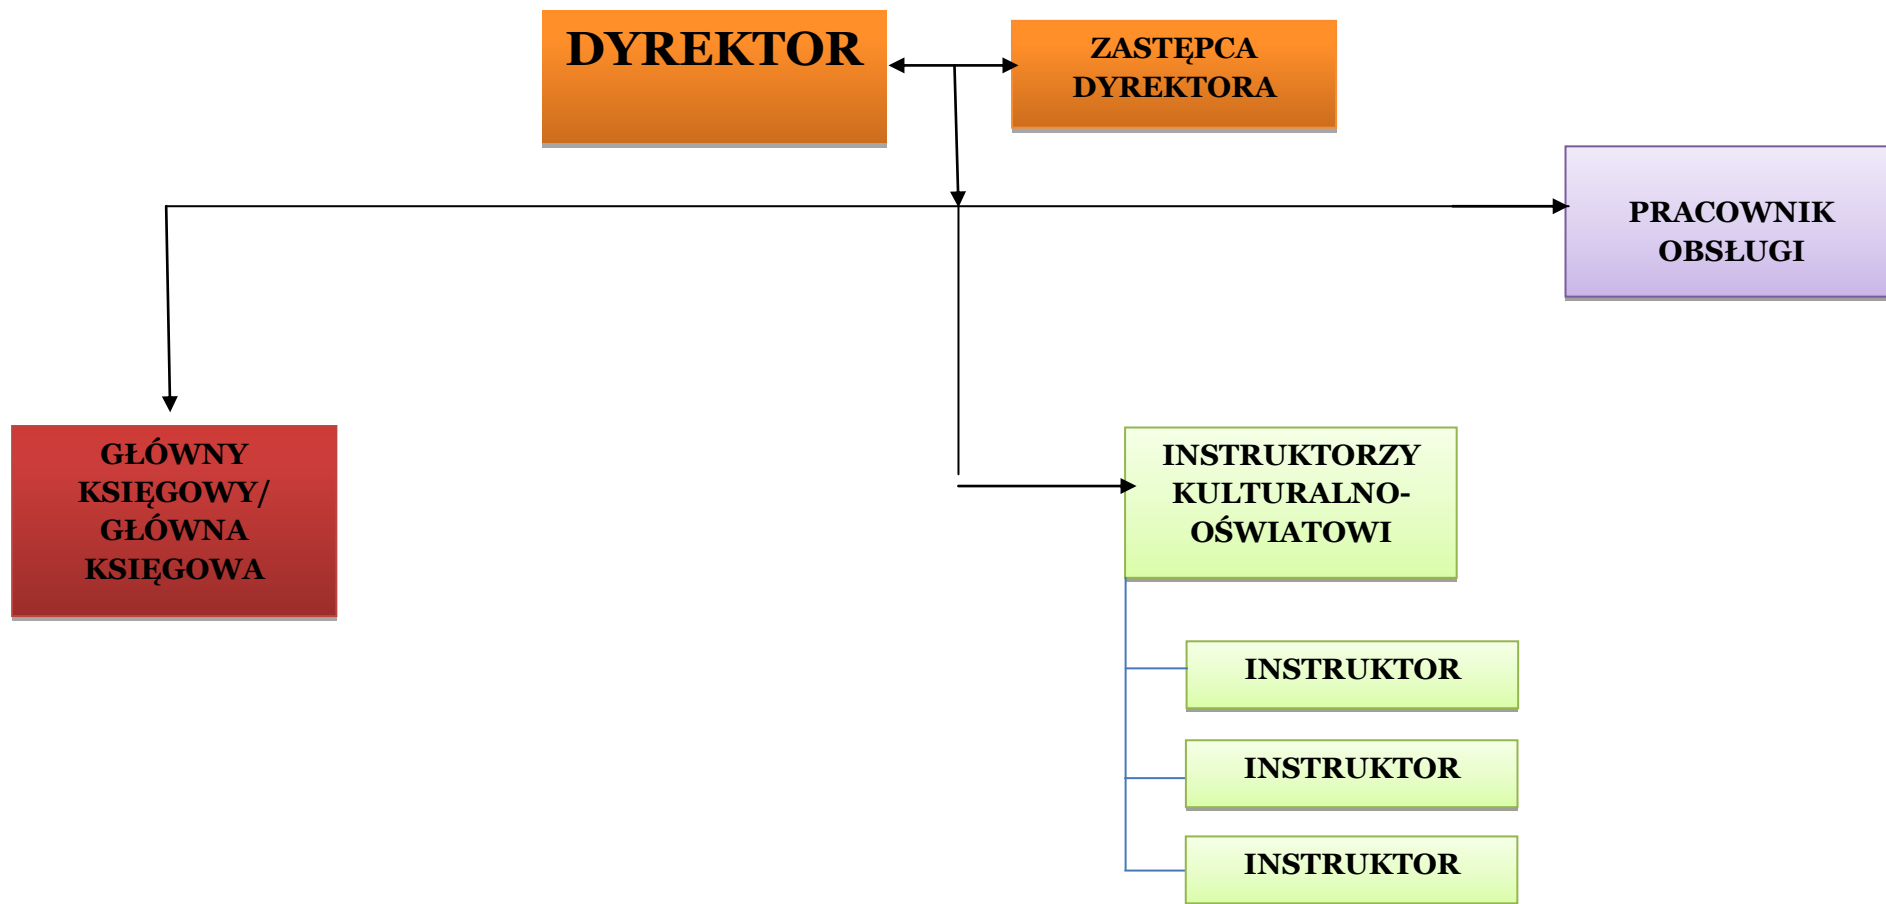 DYREKTOR
ZASTĘPCA
DYREKTORA
PRACOWNIK
OBSŁUGI
GŁÓWNY
KSIĘGOWY/
GŁÓWNA
KSIĘGOWA
INSTRUKTORZY
KULTURALNO-
OŚWIATOWI
INSTRUKTOR
INSTRUKTOR
INSTRUKTOR